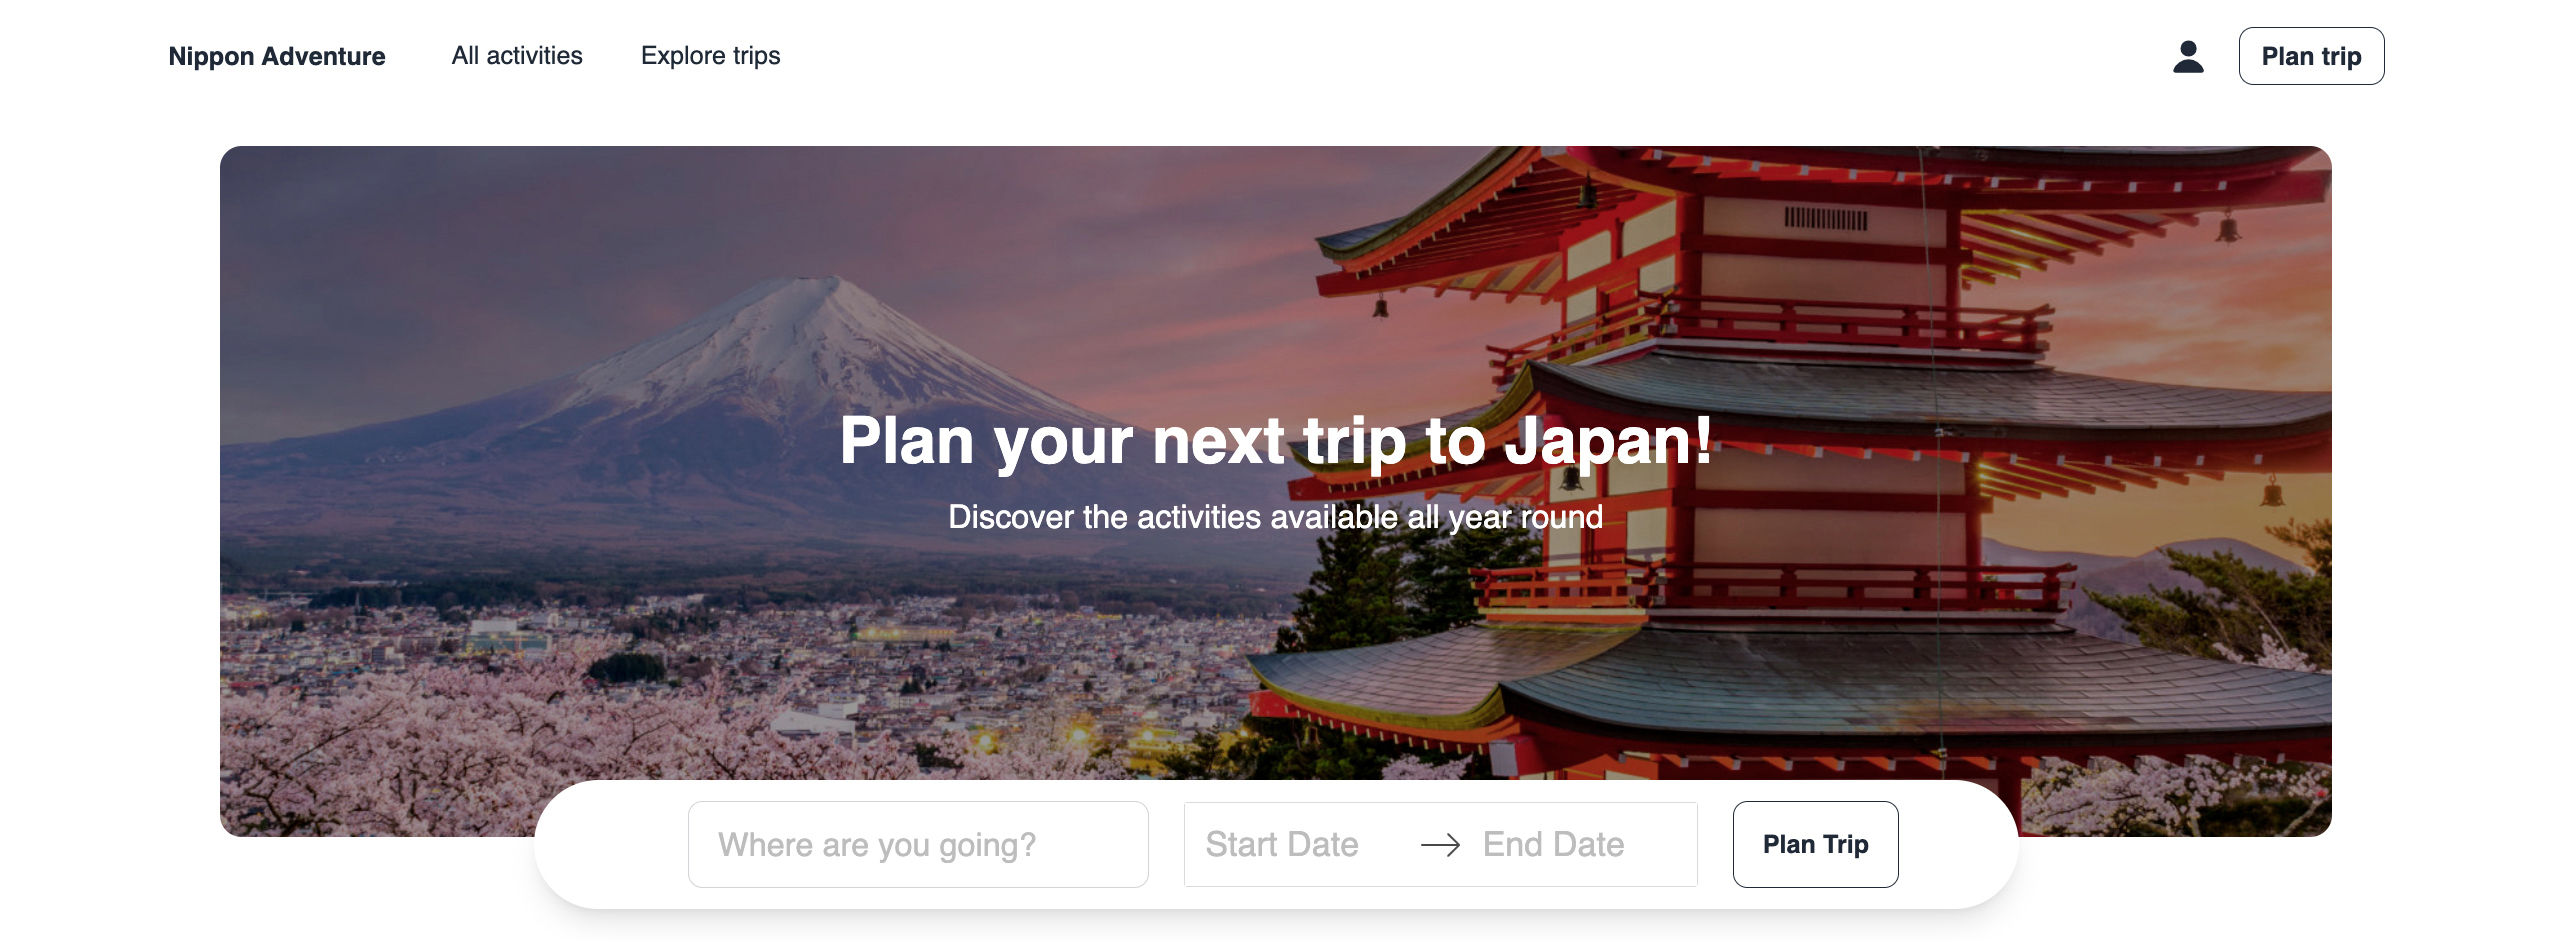 Nippon Adventure
All activities
Explore trips
Plan trip
Plan your next trip to Japan!
Discover the activities available all year round
Where are you going?
Start Date
End Date
Plan Trip